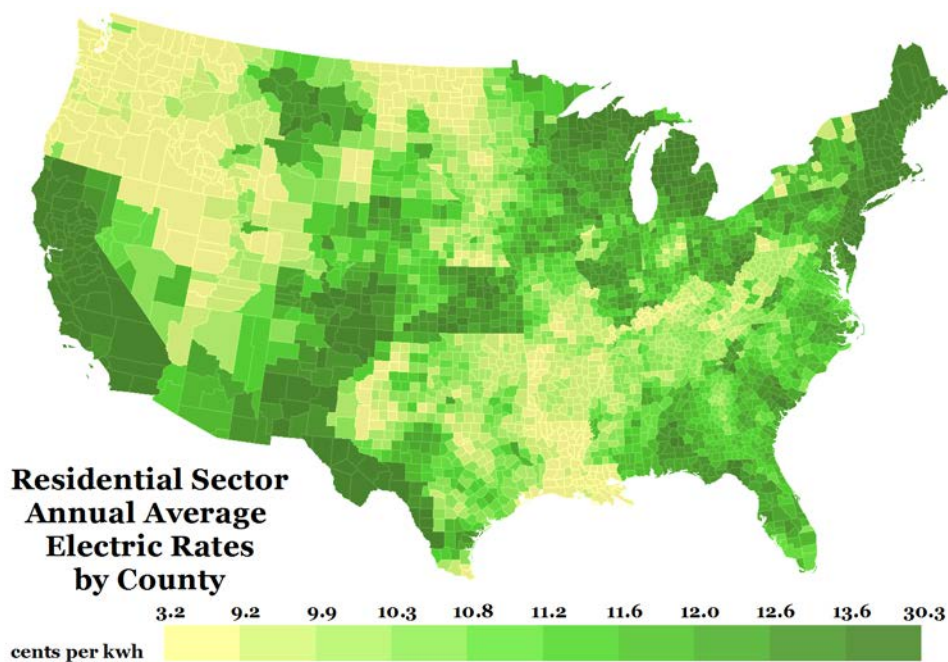 Residential Sector
Annual Average
Electric Rates
by County
3.2 9.2 9.9 10.3 10.8 11.2 11.6 12.0 12.6 13.6 30.3
cents per kwh